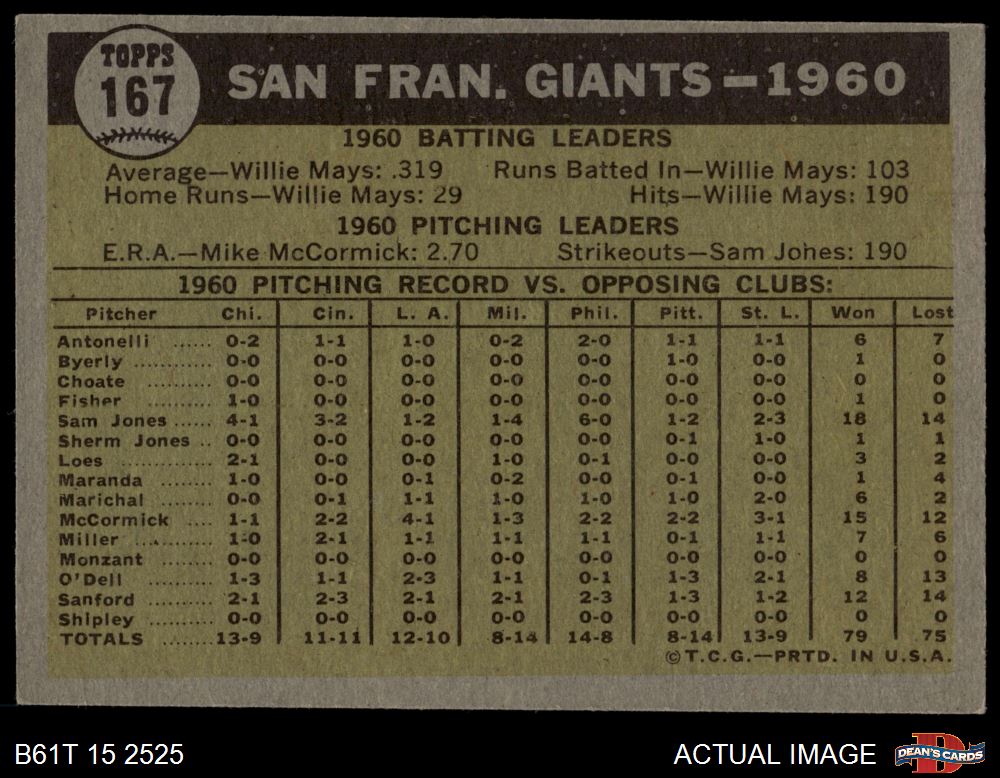 TOPPS
167
SAN FRAN. GIANTS—1960
1960 BATTING LEADERS
Average—Willie Mays: .319 Runs Batted In—Willie Mays: 103
Home Runs—Willie Mays: 29 Hits—Willie Mays: 190
1960 PITCHING LEADERS
E.R.A.—Mike McCormick: 2.70 Strikeouts—Sam Jones: 190
1960 PITCHING RECORD VS. OPPOSING CLUBS:
Pitcher Chi. Cin. L. A. Mil. Phil. Pitt. St. L. Won Lost
Antonelli ...... 0-2 1-1 1-0 0-2 2-0 1-1 1-1 6 7
Byerly ............ 0-0 0-0 0-0 0-0 0-0 1-0 0-0 1 0
Choate ............ 0-0 0-0 0-0 0-0 0-0 0-0 0-0 0 0
Fisher ............ 1-0 0-0 0-0 0-0 0-0 0-0 0-0 1 0
Sam Jones ...... 4-1 3-2 1-2 1-4 6-0 1-2 2-3 18 14
Sherm Jones .. 0-0 0-0 0-0 0-0 0-0 0-1 1-0 1 1
Loes ............ 2-1 0-0 0-0 1-0 0-1 0-0 0-0 3 2
Maranda ........ 1-0 0-0 0-1 0-2 0-0 0-1 0-0 1 4
Marichal ........ 0-0 0-1 1-1 1-0 1-0 1-0 2-0 6 2
McCormick .... 1-1 2-2 4-1 1-3 2-2 2-2 3-1 15 12
Miller ............ 1-0 2-1 1-1 1-1 1-1 0-1 1-1 7 6
Monzant ........ 0-0 0-0 0-0 0-0 0-0 0-0 0-0 0 0
O'Dell ............ 1-3 1-1 2-3 1-1 0-1 1-3 2-1 8 13
Sanford .......... 2-1 2-3 2-1 2-1 2-3 1-3 1-2 12 14
Shipley .......... 0-0 0-0 0-0 0-0 0-0 0-0 0-0 0 0
TOTALS ........ 13-9 11-11 12-10 8-14 14-8 8-14 13-9 79 75
©T.C.G.—PRTD. IN U.S.A.
B61T 15 2525 ACTUAL IMAGE DEAN'S CARDS